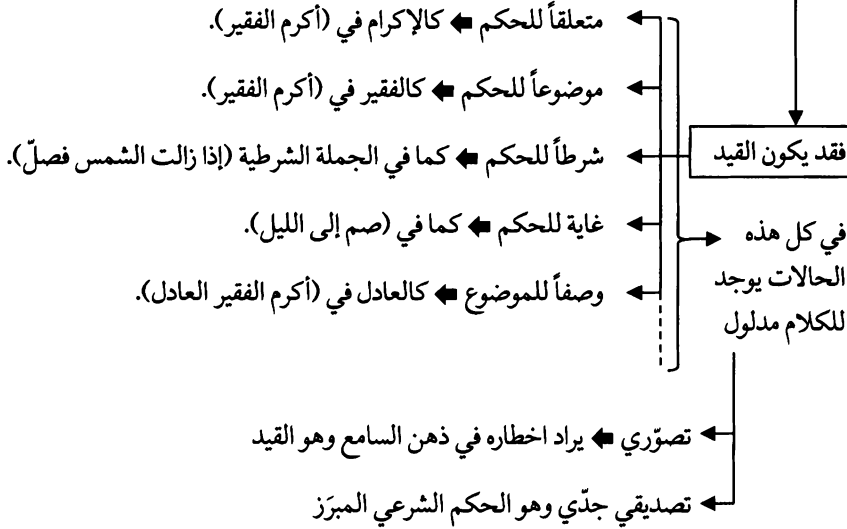 متعلقاً للحكم ← كالإكرام في (أكرم الفقير).
موضوعاً للحكم ← كالفقير في (أكرم الفقير).
فقد يكون القيد
شرطاً للحكم ← كما في الجملة الشرطية (إذا زالت الشمس فصلّ).
غاية للحكم ← كما في (صم إلى الليل).
وصفاً للموضوع ← كالعادل في (أكرم الفقير العادل).
في كل هذه
الحالات يوجد
للكلام مدلول
تصوّري ← يراد اخطاره في ذهن السامع وهو القيد
تصديقي جدّي وهو الحكم الشرعي المبرَز